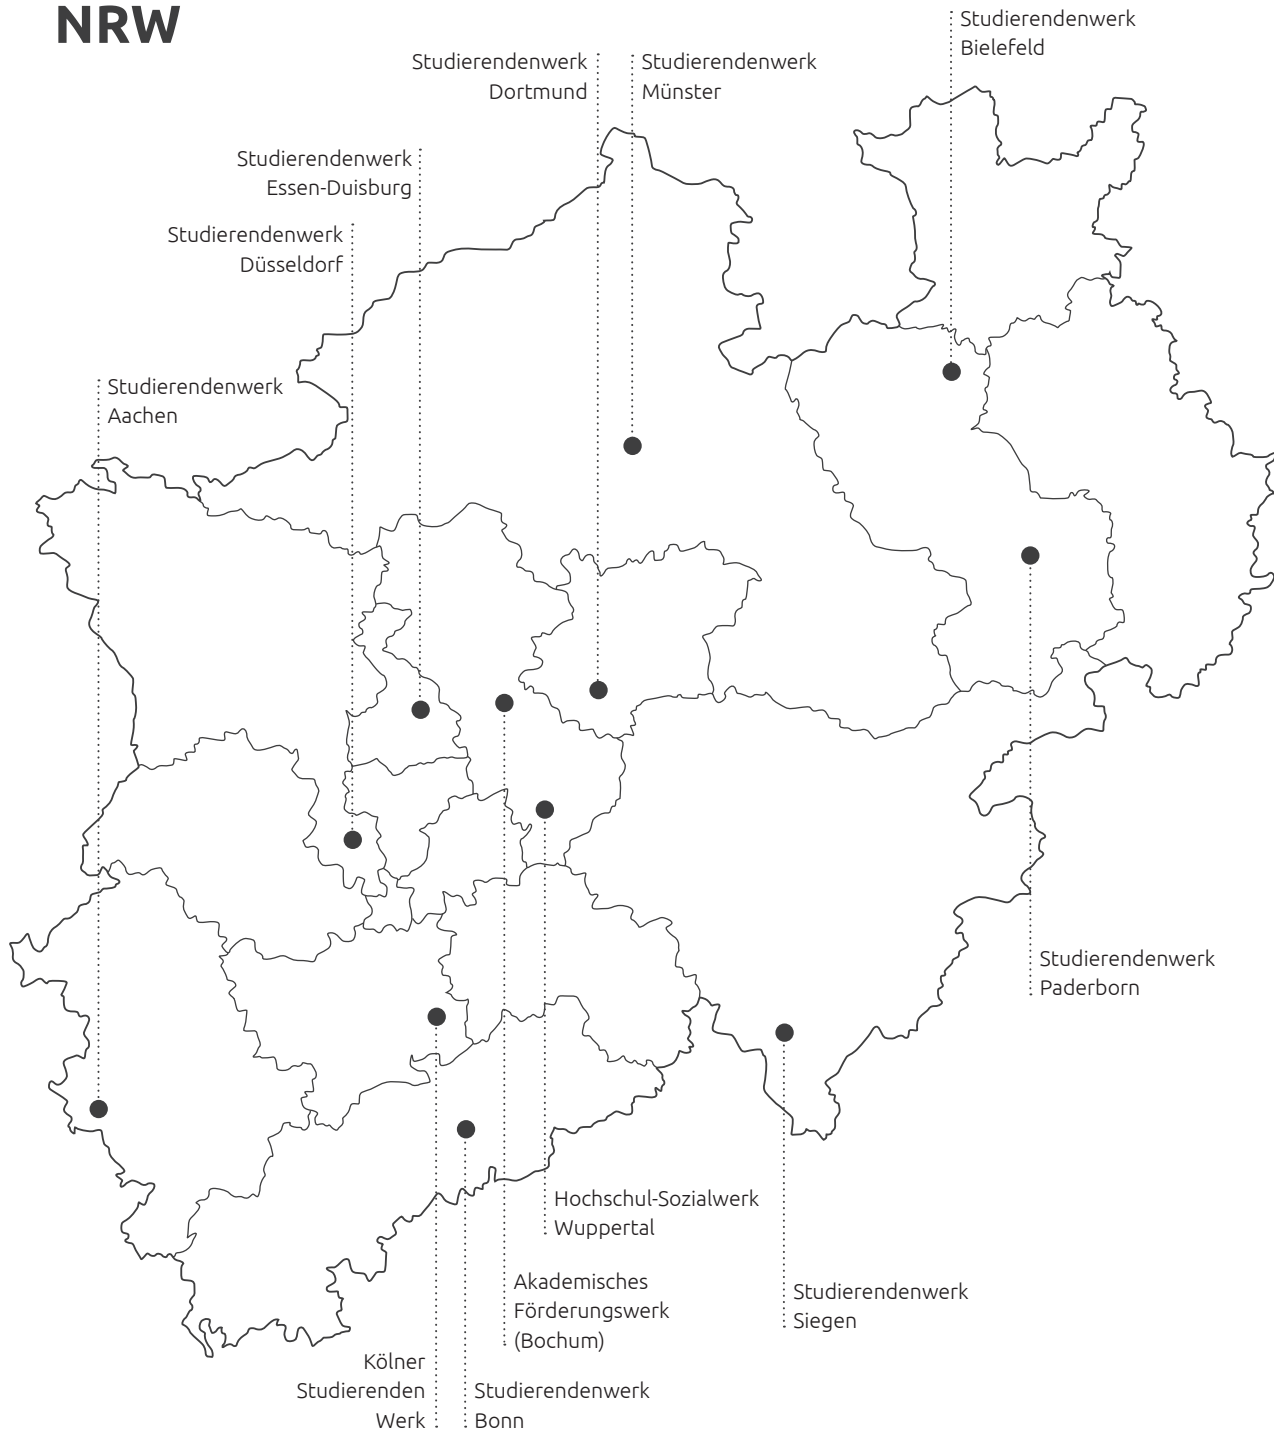 NRW
Studierendenwerk
Bielefeld
Studierendenwerk
Dortmund
Studierendenwerk
Münster
Studierendenwerk
Essen-Duisburg
Studierendenwerk
Düsseldorf
Studierendenwerk
Aachen
Studierendenwerk
Paderborn
Hochschul-Sozialwerk
Wuppertal
Akademisches
Förderungswerk
(Bochum)
Studierendenwerk
Siegen
Kölner
Studierenden
Werk
Studierendenwerk
Bonn